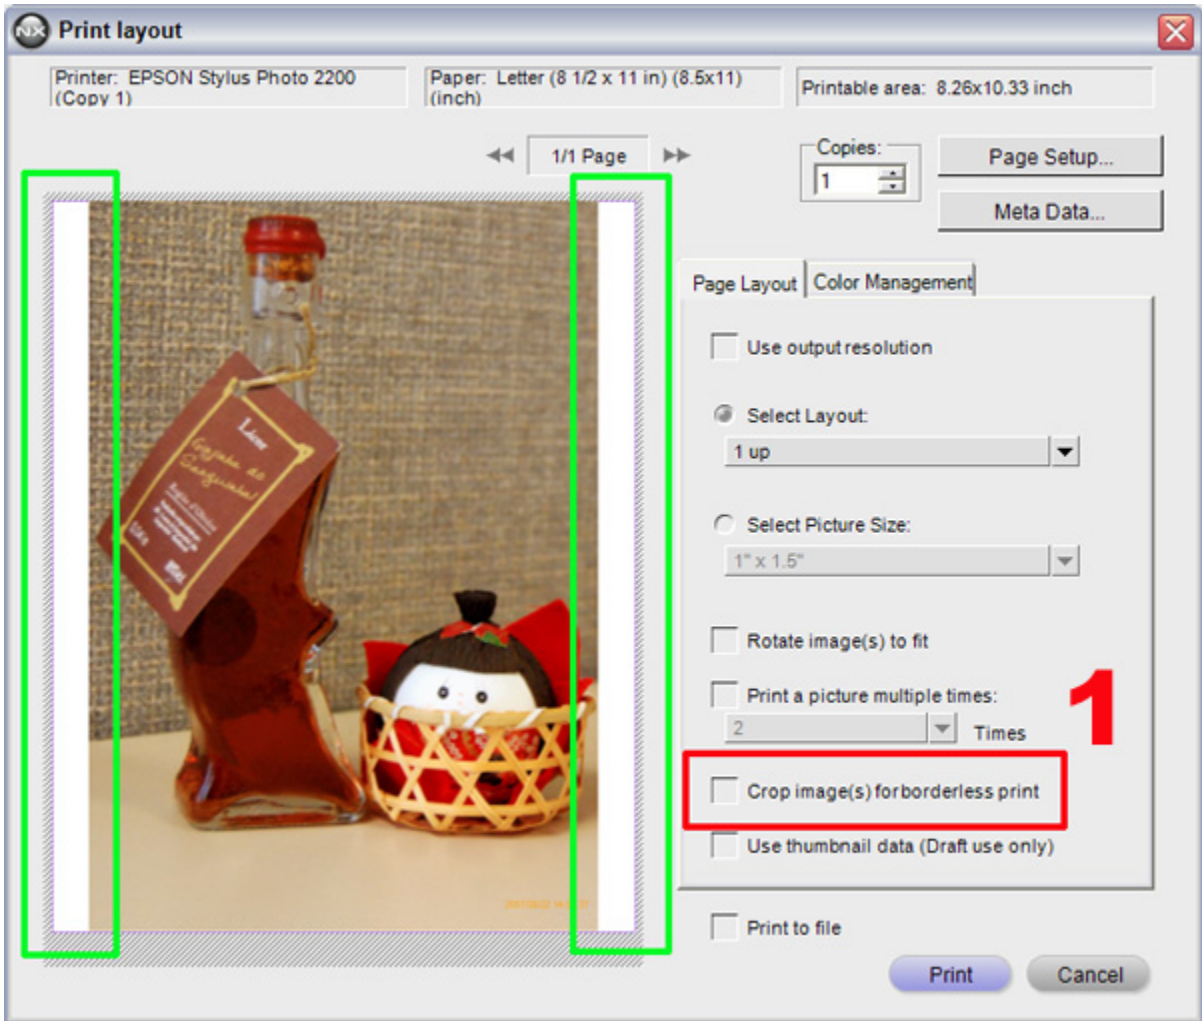 Print layout
Printer: EPSON Stylus Photo 2200
(Copy 1)
Paper: Letter (8 1/2 x 11 in) (8.5x11)
(inch)
Printable area: 8.26x10.33 inch
1/1 Page
Copies:
1
Page Setup...
Meta Data...
Page Layout
Color Management
Use output resolution
Select Layout:
1 up
Select Picture Size:
1" x 1.5"
Rotate image(s) to fit
Print a picture multiple times:
2
Times
1
Crop image(s) for borderless print
Use thumbnail data (Draft use only)
Print to file
Print
Cancel
Licor